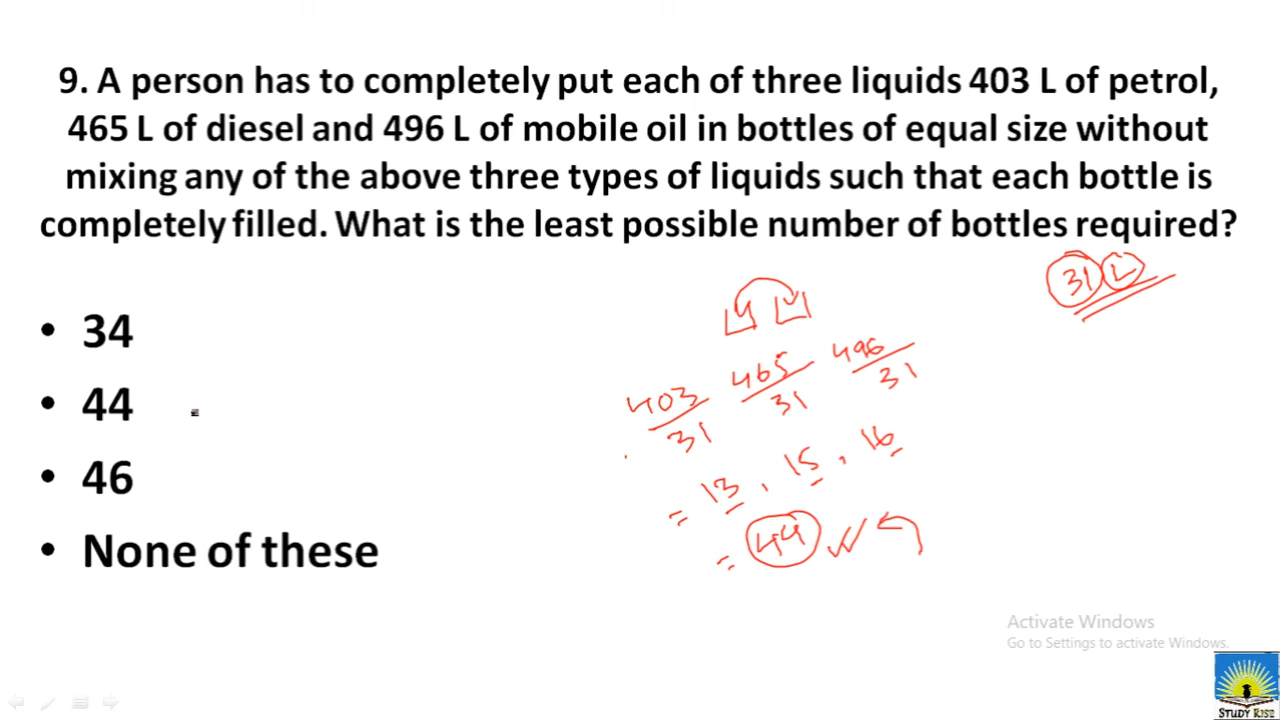 9. A person has to completely put each of three liquids 403 L of petrol,
465 L of diesel and 496 L of mobile oil in bottles of equal size without
mixing any of the above three types of liquids such that each bottle is
completely filled. What is the least possible number of bottles required?
31 L
• 34
• 44
• 46
• None of these
403/31 465/31 496/31
= 13, 15, 16
= 44
Activate Windows
Go to Settings to activate Windows.
STUDY RISE